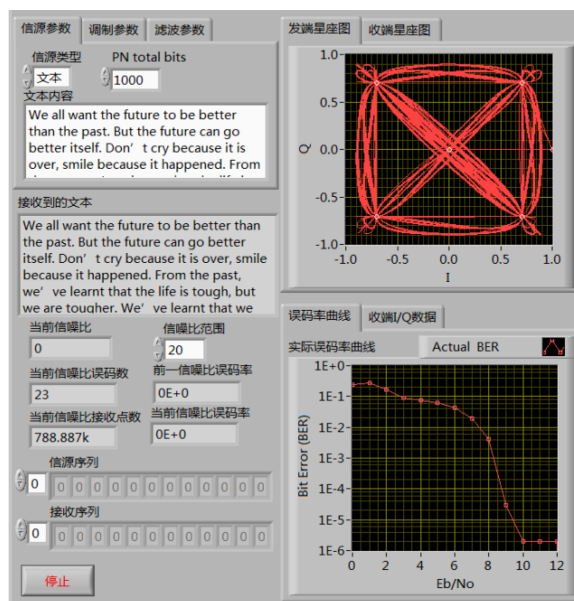 信源参数 调制参数 滤波参数
信源类型 PN total bits
文本 1000
文本内容
We all want the future to be better
than the past. But the future can go
better itself. Don't cry because it is
over, smile because it happened. From
接收到的文本
We all want the future to be better than
the past. But the future can go better
itself. Don't cry because it is over, smile
because it happened. From the past,
we've learnt that the life is tough, but
we are tougher. We've learnt that we
当前信噪比 信噪比范围
0 20
当前信噪比误码数 前一信噪比误码率
23 0E+0
当前信噪比接收点数 当前信噪比误码率
788.887k 0E+0
信源序列
0 0 0 0 0 0 0 0 0 0 0 0 0
接收序列
0 0 0 0 0 0 0 0 0 0 0 0 0
停止
发端星座图 收端星座图
1.0
0.5
Q 0.0
-0.5
-1.0
-1.0 -0.5 0.0 0.5 1.0
I
误码率曲线 收端I/Q数据
实际误码率曲线 Actual BER
1E+0
1E-1
1E-2
1E-3
1E-4
1E-5
1E-6
Bit Error (BER)
0 2 4 6 8 10 12
Eb/No